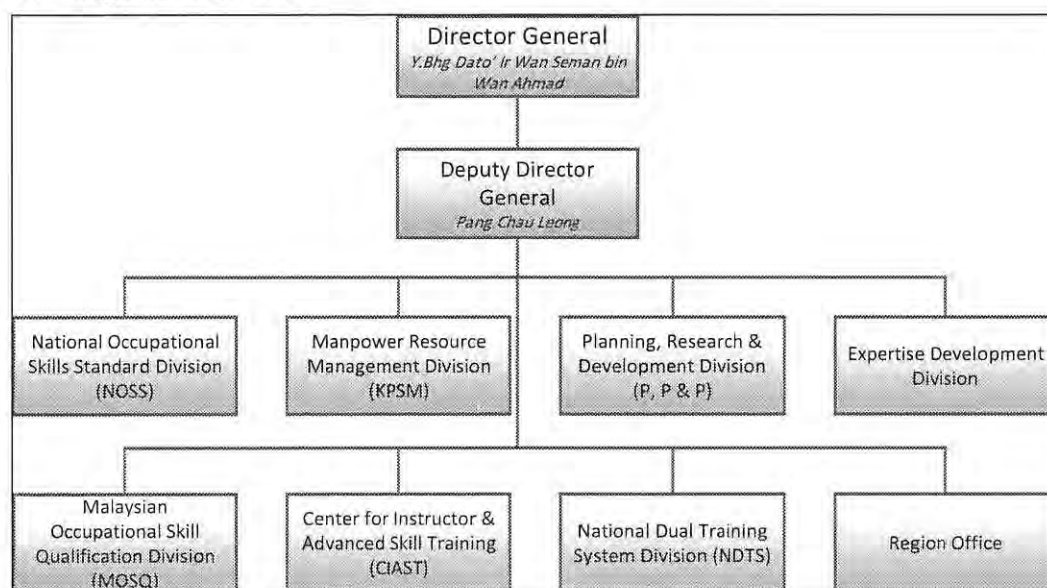 Director General
Y.Bhg Dato' Ir Wan Seman bin
Wan Ahmad
Deputy Director
General
Pang Chau Leong
National Occupational
Skills Standard Division
(NOSS)
Manpower Resource
Management Division
(KPSM)
Planning, Research &
Development Division
(P, P & P)
Expertise Development
Division
Malaysian
Occupational Skill
Qualification Division
(MOSQ)
Center for Instructor &
Advanced Skill Training
(CIAST)
National Dual Training
System Division (NDTS)
Region Office